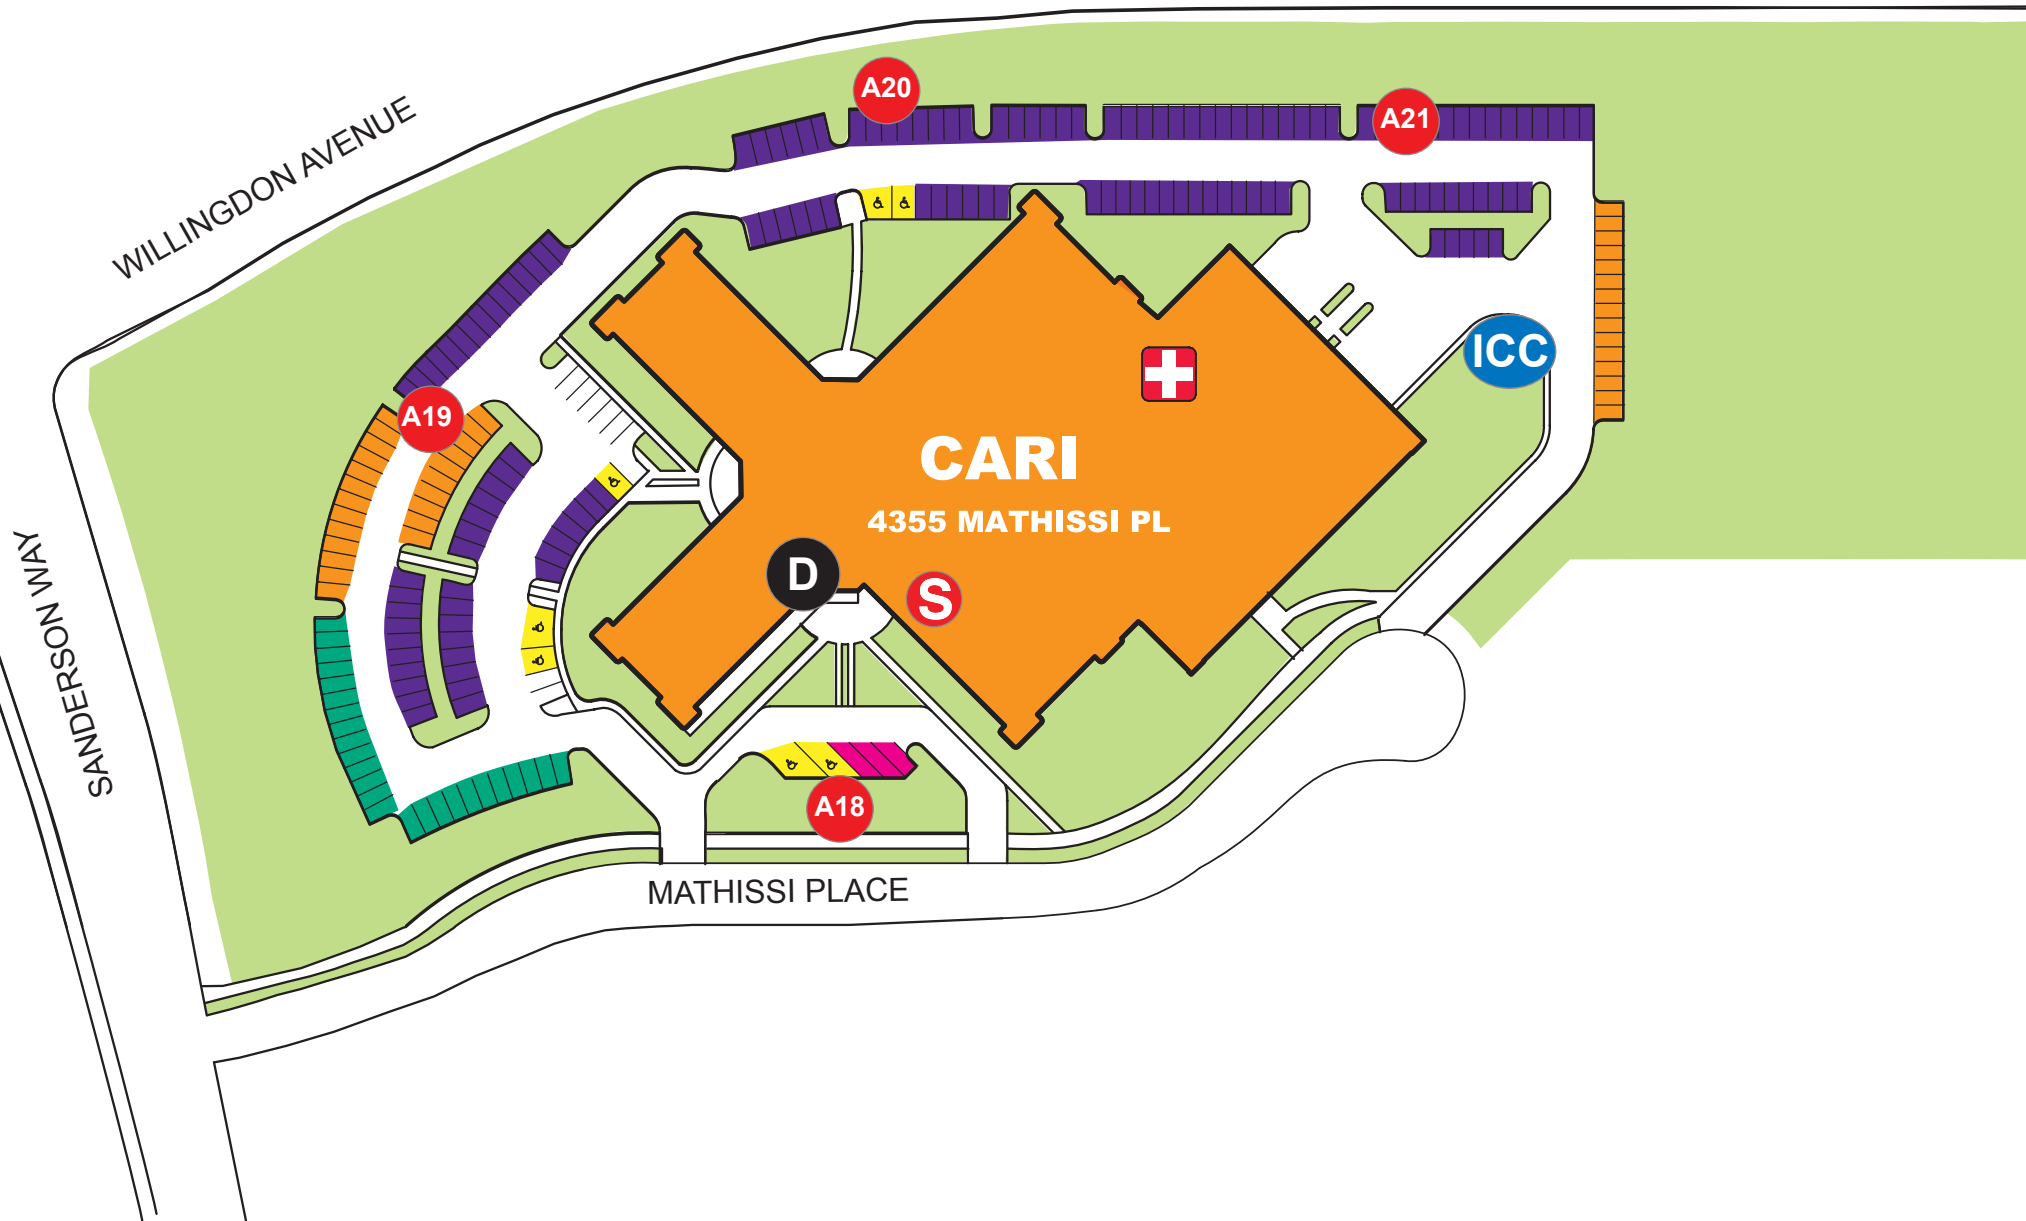 A20
A21
WILLINGDON AVENUE
ICC
A19
CARI
4355 MATHISSI PL
D
S
SANDERSON WAY
A18
MATHISSI PLACE